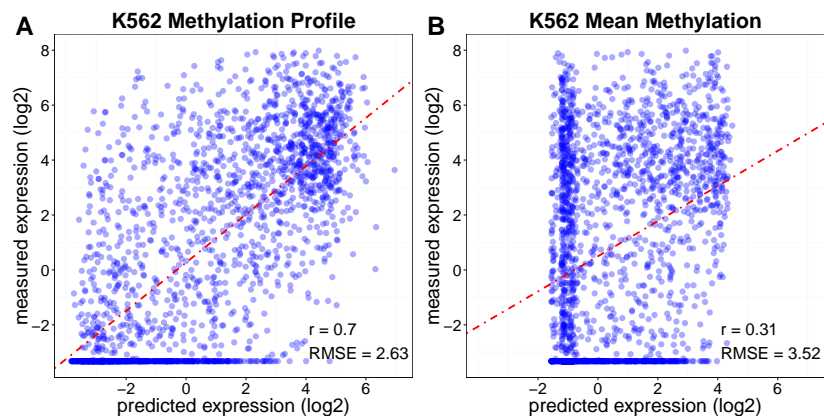 A
K562 Methylation Profile
measured expression (log2)
8
6
4
2
0
−2
r = 0.7
RMSE = 2.63
−2 0 2 4 6
predicted expression (log2)
B
K562 Mean Methylation
measured expression (log2)
8
6
4
2
0
−2
r = 0.31
RMSE = 3.52
−4 −2 0 2 4 6
predicted expression (log2)